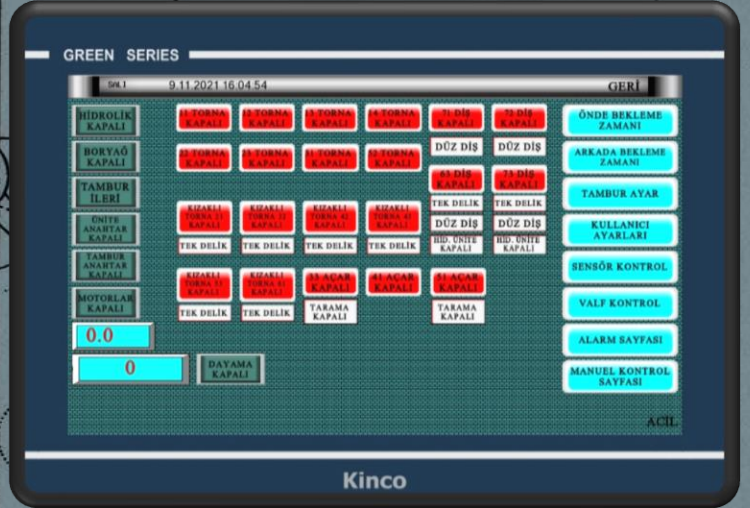 GREEN SERIES
SALI 9.11.2021 16:04:54 GERİ
HİDROLİK
KAPALI
BORYAĞ
KAPALI
TAMBUR
İLERİ
ÜNİTE
ANAHTAR
KAPALI
TAMBUR
ANAHTAR
KAPALI
MOTORLAR
KAPALI
0.0
0
DAYAMA
KAPALI
11 TORNA
KAPALI
12 TORNA
KAPALI
13 TORNA
KAPALI
14 TORNA
KAPALI
71 DİŞ
KAPALI
72 DİŞ
KAPALI
DÜZ DİŞ
DÜZ DİŞ
22 TORNA
KAPALI
23 TORNA
KAPALI
31 TORNA
KAPALI
52 TORNA
KAPALI
63 DİŞ
KAPALI
73 DİŞ
KAPALI
TEK DELİK
TEK DELİK
KIZAKLI
TORNA 21
KAPALI
KIZAKLI
TORNA 32
KAPALI
KIZAKLI
TORNA 42
KAPALI
KIZAKLI
TORNA 43
KAPALI
DÜZ DİŞ
DÜZ DİŞ
TEK DELİK
TEK DELİK
TEK DELİK
TEK DELİK
HİD. ÜNİTE
KAPALI
HİD. ÜNİTE
KAPALI
KIZAKLI
TORNA 53
KAPALI
KIZAKLI
TORNA 61
KAPALI
33 AÇAR
KAPALI
41 AÇAR
KAPALI
51 AÇAR
KAPALI
TEK DELİK
TEK DELİK
TARAMA
KAPALI
TARAMA
KAPALI
ÖNDE BEKLEME
ZAMANI
ARKADA BEKLEME
ZAMANI
TAMBUR AYAR
KULLANICI
AYARLARI
SENSÖR KONTROL
VALF KONTROL
ALARM SAYFASI
MANUEL KONTROL
SAYFASI
ACİL
Kinco